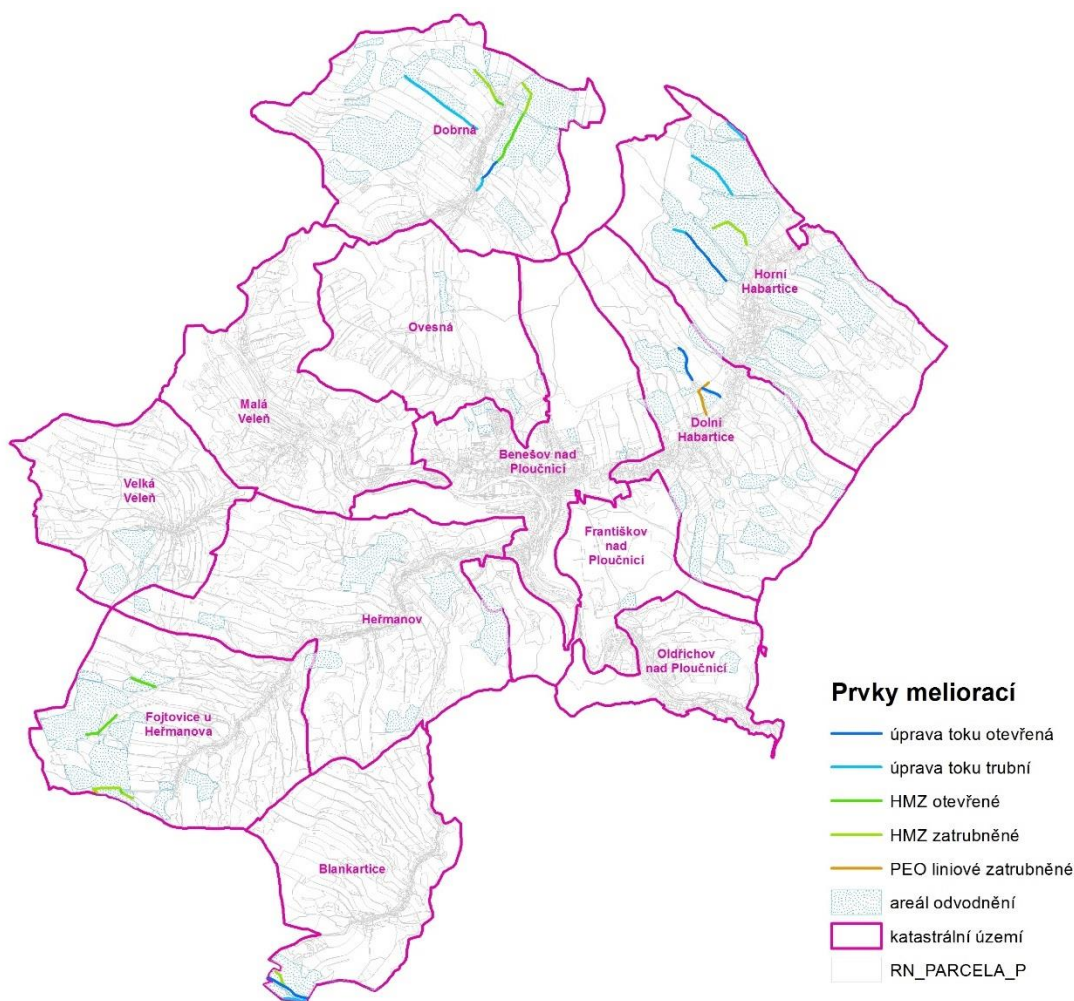 Dobrná
Horní
Habartice
Ovesná
Malá
Veleň
Dolní
Habartice
Benešov nad
Ploučnicí
Velká
Veleň
Františkov
nad
Ploučnicí
Heřmanov
Oldřichov
nad Ploučnicí
Fojtovice u
Heřmanova
Blankartice
Prvky meliorací
úprava toku otevřená
úprava toku trubní
HMZ otevřené
HMZ zatrubněné
PEO liniové zatrubněné
areál odvodnění
katastrální území
RN_PARCELA_P